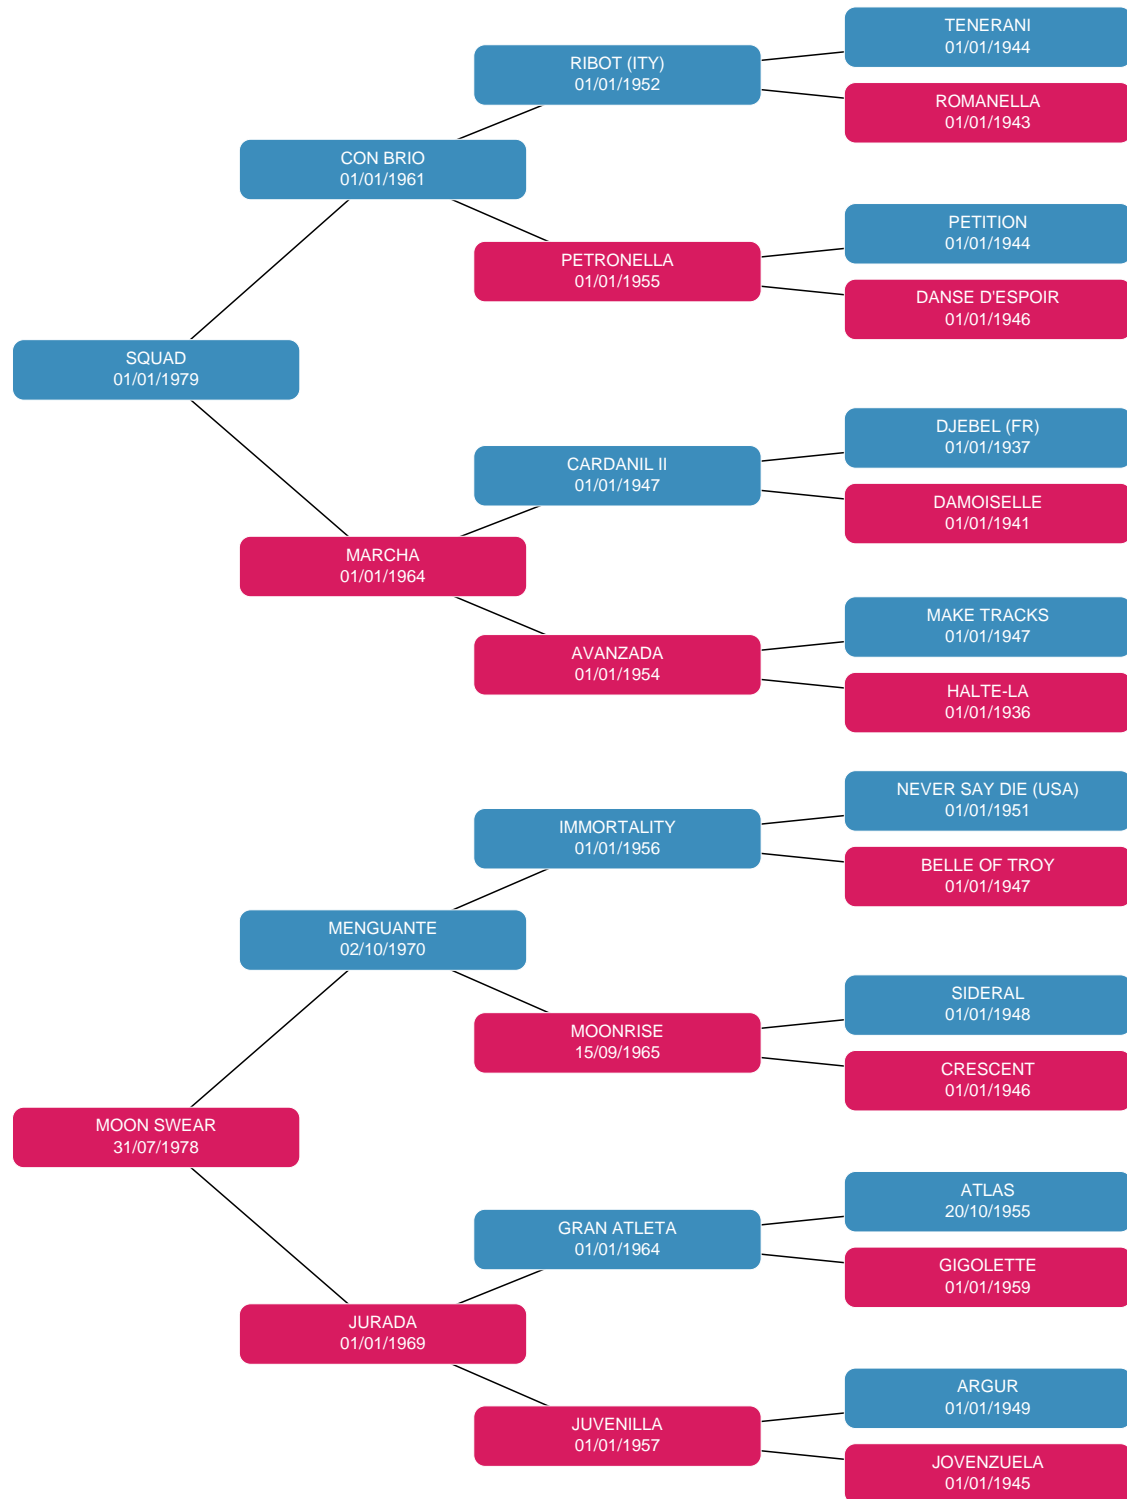 TENERANI
01/01/1944
RIBOT (ITY)
01/01/1952
ROMANELLA
01/01/1943
CON BRIO
01/01/1961
PETITION
01/01/1944
PETRONELLA
01/01/1955
DANSE D'ESPOIR
01/01/1946
SQUAD
01/01/1979
DJEBEL (FR)
01/01/1937
CARDANIL II
01/01/1947
DAMOISELLE
01/01/1941
MARCHA
01/01/1964
MAKE TRACKS
01/01/1947
AVANZADA
01/01/1954
HALTE-LA
01/01/1936
NEVER SAY DIE (USA)
01/01/1951
IMMORTALITY
01/01/1956
BELLE OF TROY
01/01/1947
MENGUANTE
02/10/1970
SIDERAL
01/01/1948
MOONRISE
15/09/1965
CRESCENT
01/01/1946
MOON SWEAR
31/07/1978
ATLAS
20/10/1955
GRAN ATLETA
01/01/1964
GIGOLETTE
01/01/1959
JURADA
01/01/1969
ARGUR
01/01/1949
JUVENILLA
01/01/1957
JOVENZUELA
01/01/1945